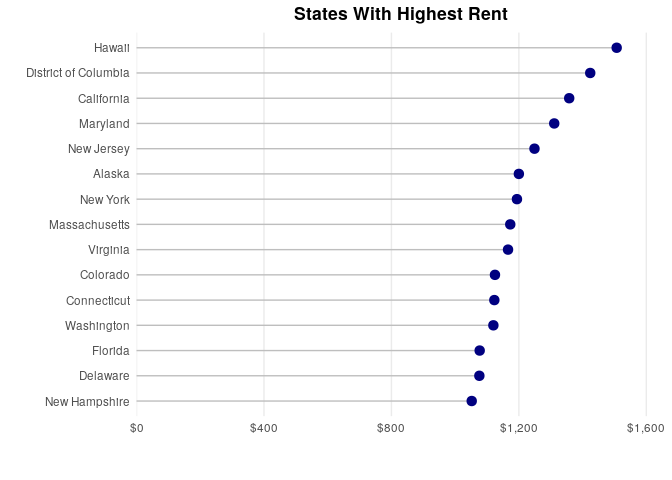 States With Highest Rent
Hawaii
District of Columbia
California
Maryland
New Jersey
Alaska
New York
Massachusetts
Virginia
Colorado
Connecticut
Washington
Florida
Delaware
New Hampshire
$0 $400 $800 $1,200 $1,600